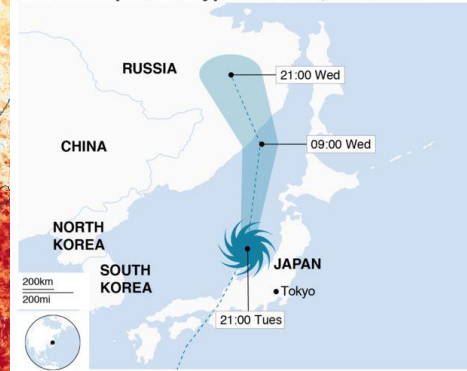 RUSSIA
21:00 Wed
CHINA
09:00 Wed
NORTH
KOREA
SOUTH
KOREA
JAPAN
200km
200mi
Tokyo
21:00 Tues